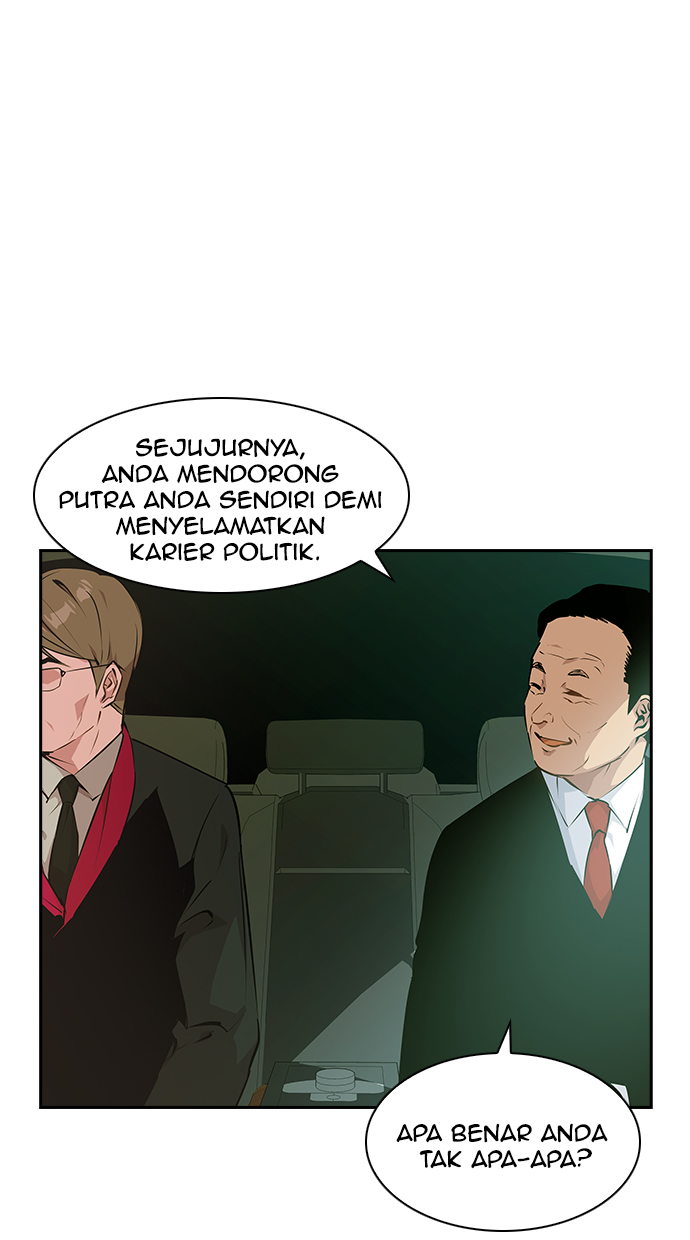 SEJUJURNYA,
ANDA MENDORONG
PUTRA ANDA SENDIRI DEMI
MENYELAMATKAN
KARIER POLITIK.
APA BENAR ANDA
TAK APA-APA?